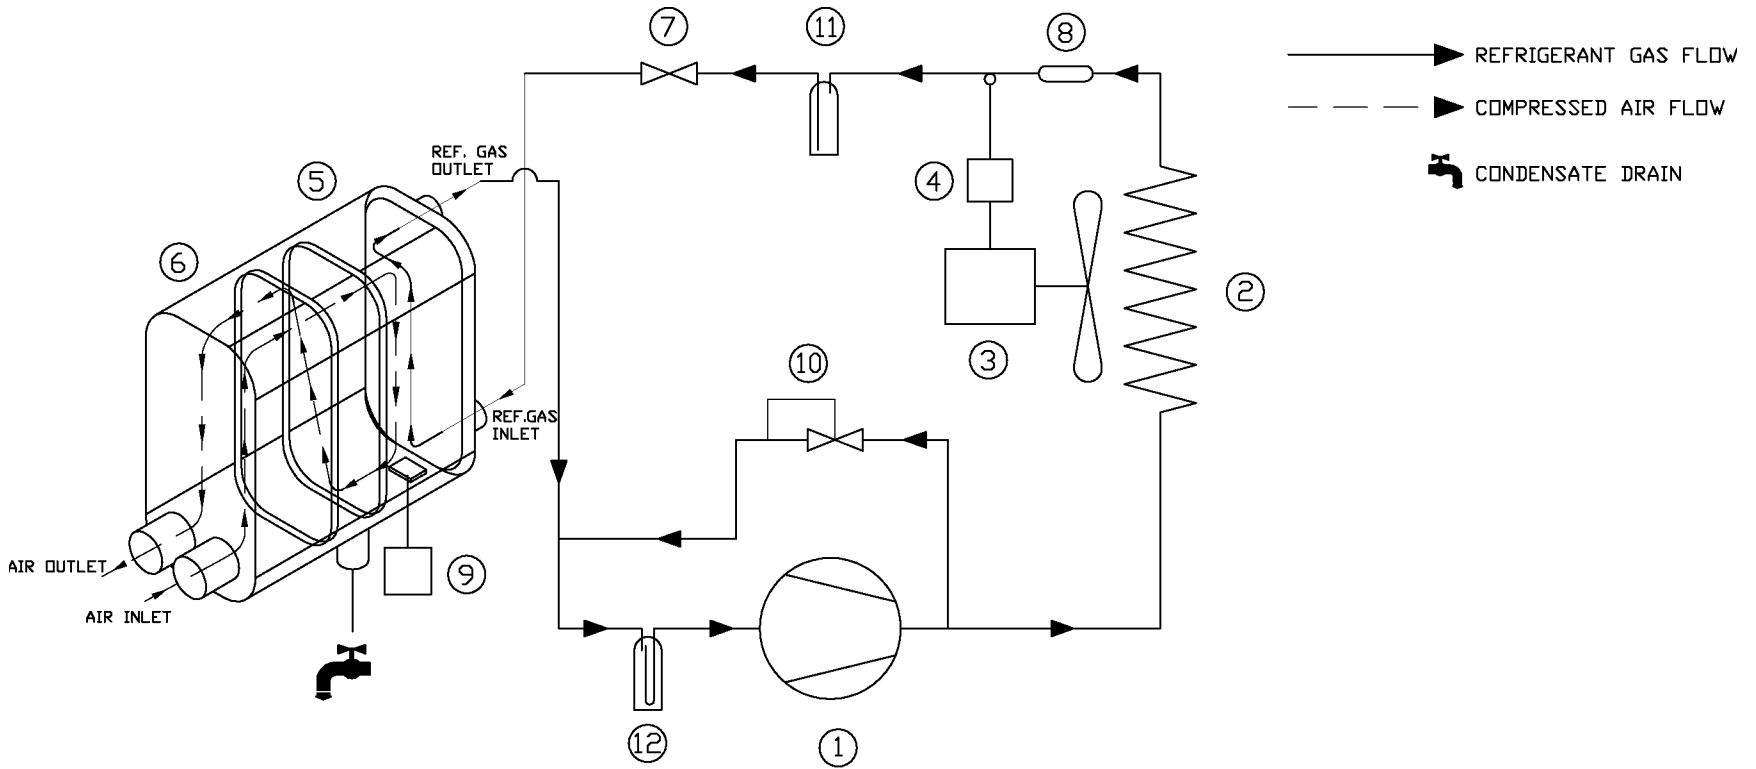 7
11
8
REFRIGERANT GAS FLOW
COMPRESSED AIR FLOW
CONDENSATE DRAIN
REF. GAS
OUTLET
5
4
6
2
3
10
REF.GAS
INLET
AIR OUTLET
9
AIR INLET
12
1